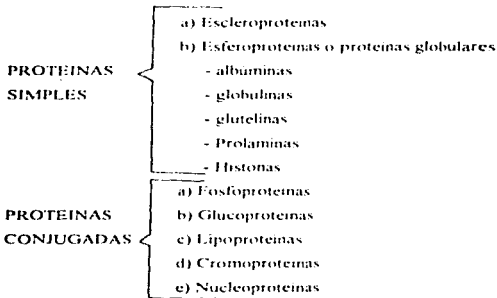 a) Escleroproteinas
b) Esferoproteinas o proteinas globulares
PROTEINAS
SIMPLES
- albuminas
- globulinas
- glutelinas
- Prolaminas
- Histonas
PROTEINAS
CONJUGADAS
a) Fosfoproteinas
b) Glucoproteinas
c) Lipoproteinas
d) Cromoproteinas
e) Nucleoproteinas